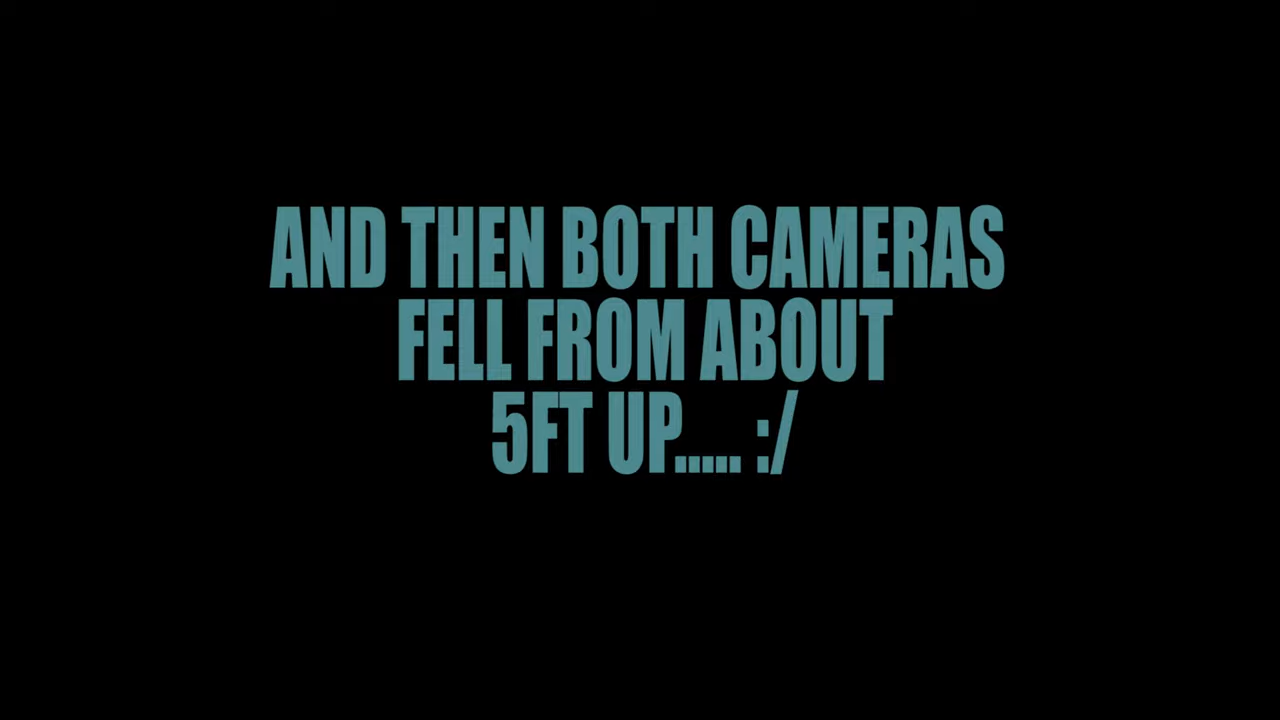 AND THEN BOTH CAMERAS
FELL FROM ABOUT
5FT UP..... :/